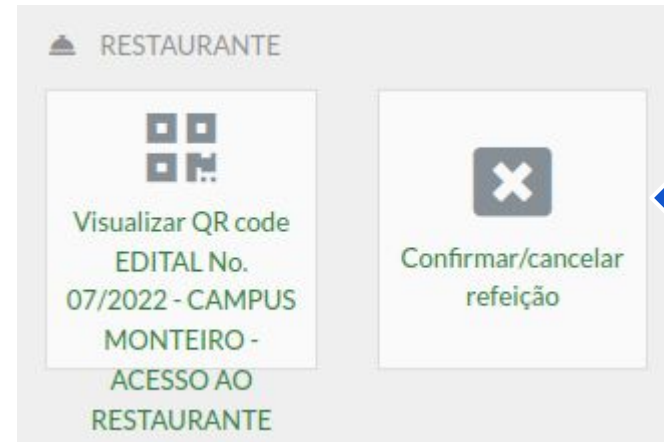 RESTAURANTE
Visualizar QR code
EDITAL No.
07/2022 - CAMPUS
MONTEIRO -
ACESSO AO
RESTAURANTE
Confirmar/cancelar
refeição